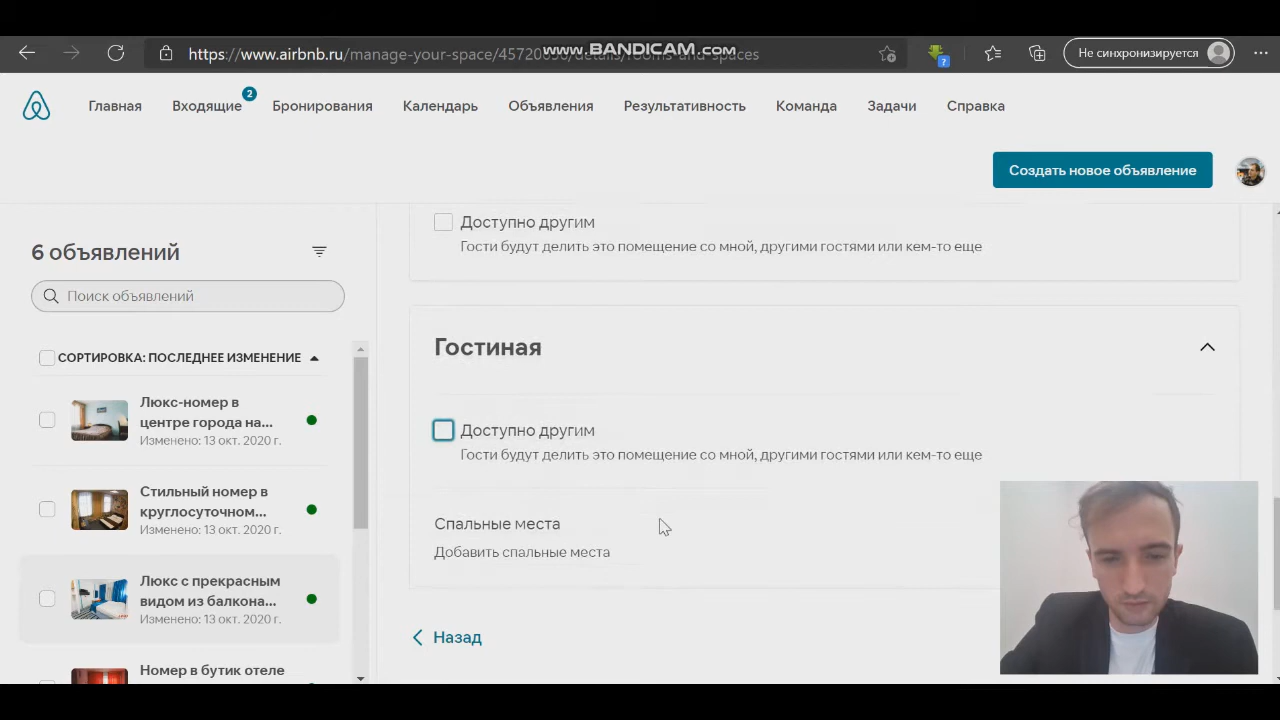 www.BANDICAM.com
https://www.airbnb.ru/manage-your-space/
Не синхронизируется
Главная
Входящие
2
Бронирования
Календарь
Объявления
Результативность
Команда
Задачи
Справка
Создать новое объявление
6 объявлений
Поиск объявлений
СОРТИРОВКА: ПОСЛЕДНЕЕ ИЗМЕНЕНИЕ
Люкс-номер в
центре города на...
Изменено: 13 окт. 2020 г.
Стильный номер в
круглосуточном...
Изменено: 13 окт. 2020 г.
Люкс с прекрасным
видом из балкона...
Изменено: 13 окт. 2020 г.
Номер в бутик отеле
Доступно другим
Гости будут делить это помещение со мной, другими гостями или кем-то еще
Гостиная
Доступно другим
Гости будут делить это помещение со мной, другими гостями или кем-то еще
Спальные места
Добавить спальные места
Назад